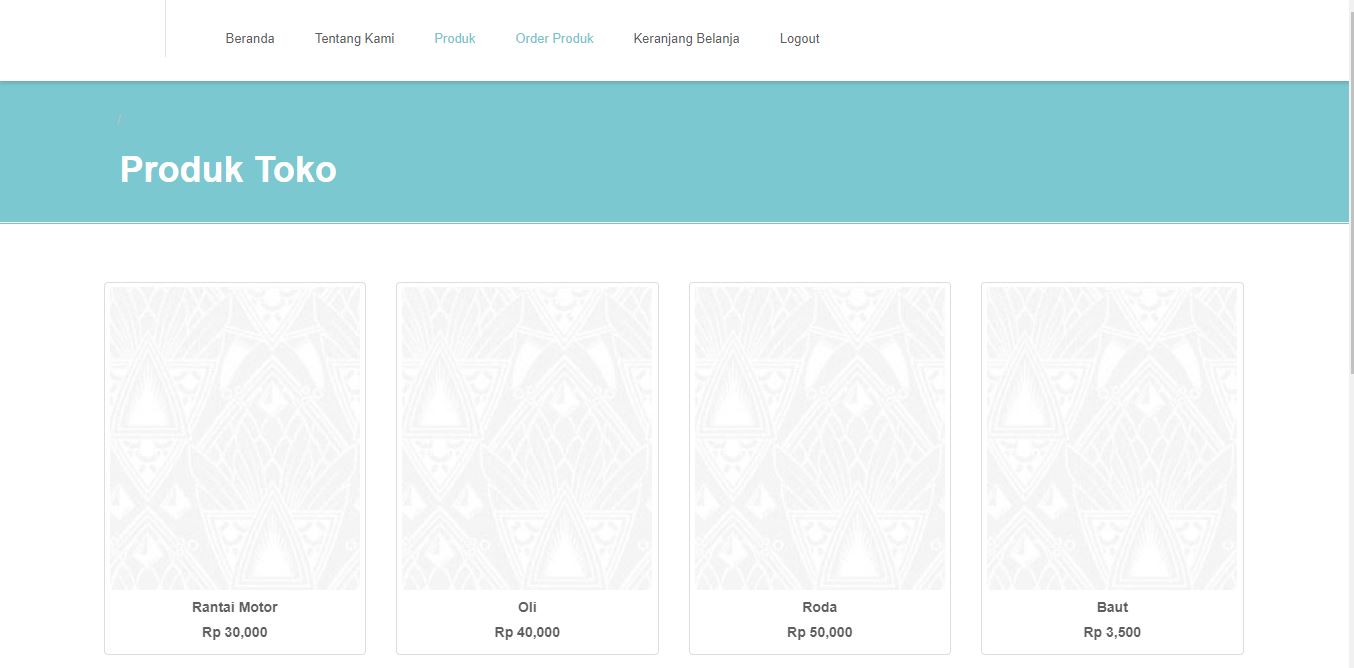 Beranda Tentang Kami Produk Order Produk Keranjang Belanja Logout
/
Produk Toko
Rantai Motor Oli Roda Baut
Rp 30,000 Rp 40,000 Rp 50,000 Rp 3,500